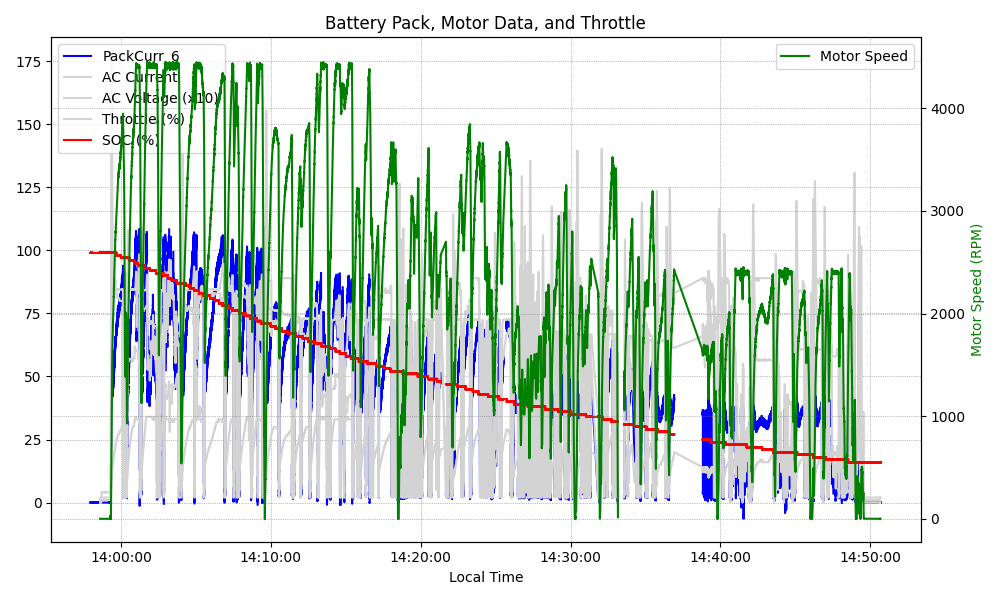 Battery Pack, Motor Data, and Throttle
PackCurr_6
AC Current
AC Voltage (x10)
Throttle (%)
SOC (%)
Motor Speed
175
150
125
100
75
50
25
0
4000
3000
2000
1000
0
Motor Speed (RPM)
14:00:00
14:10:00
14:20:00
14:30:00
14:40:00
14:50:00
Local Time